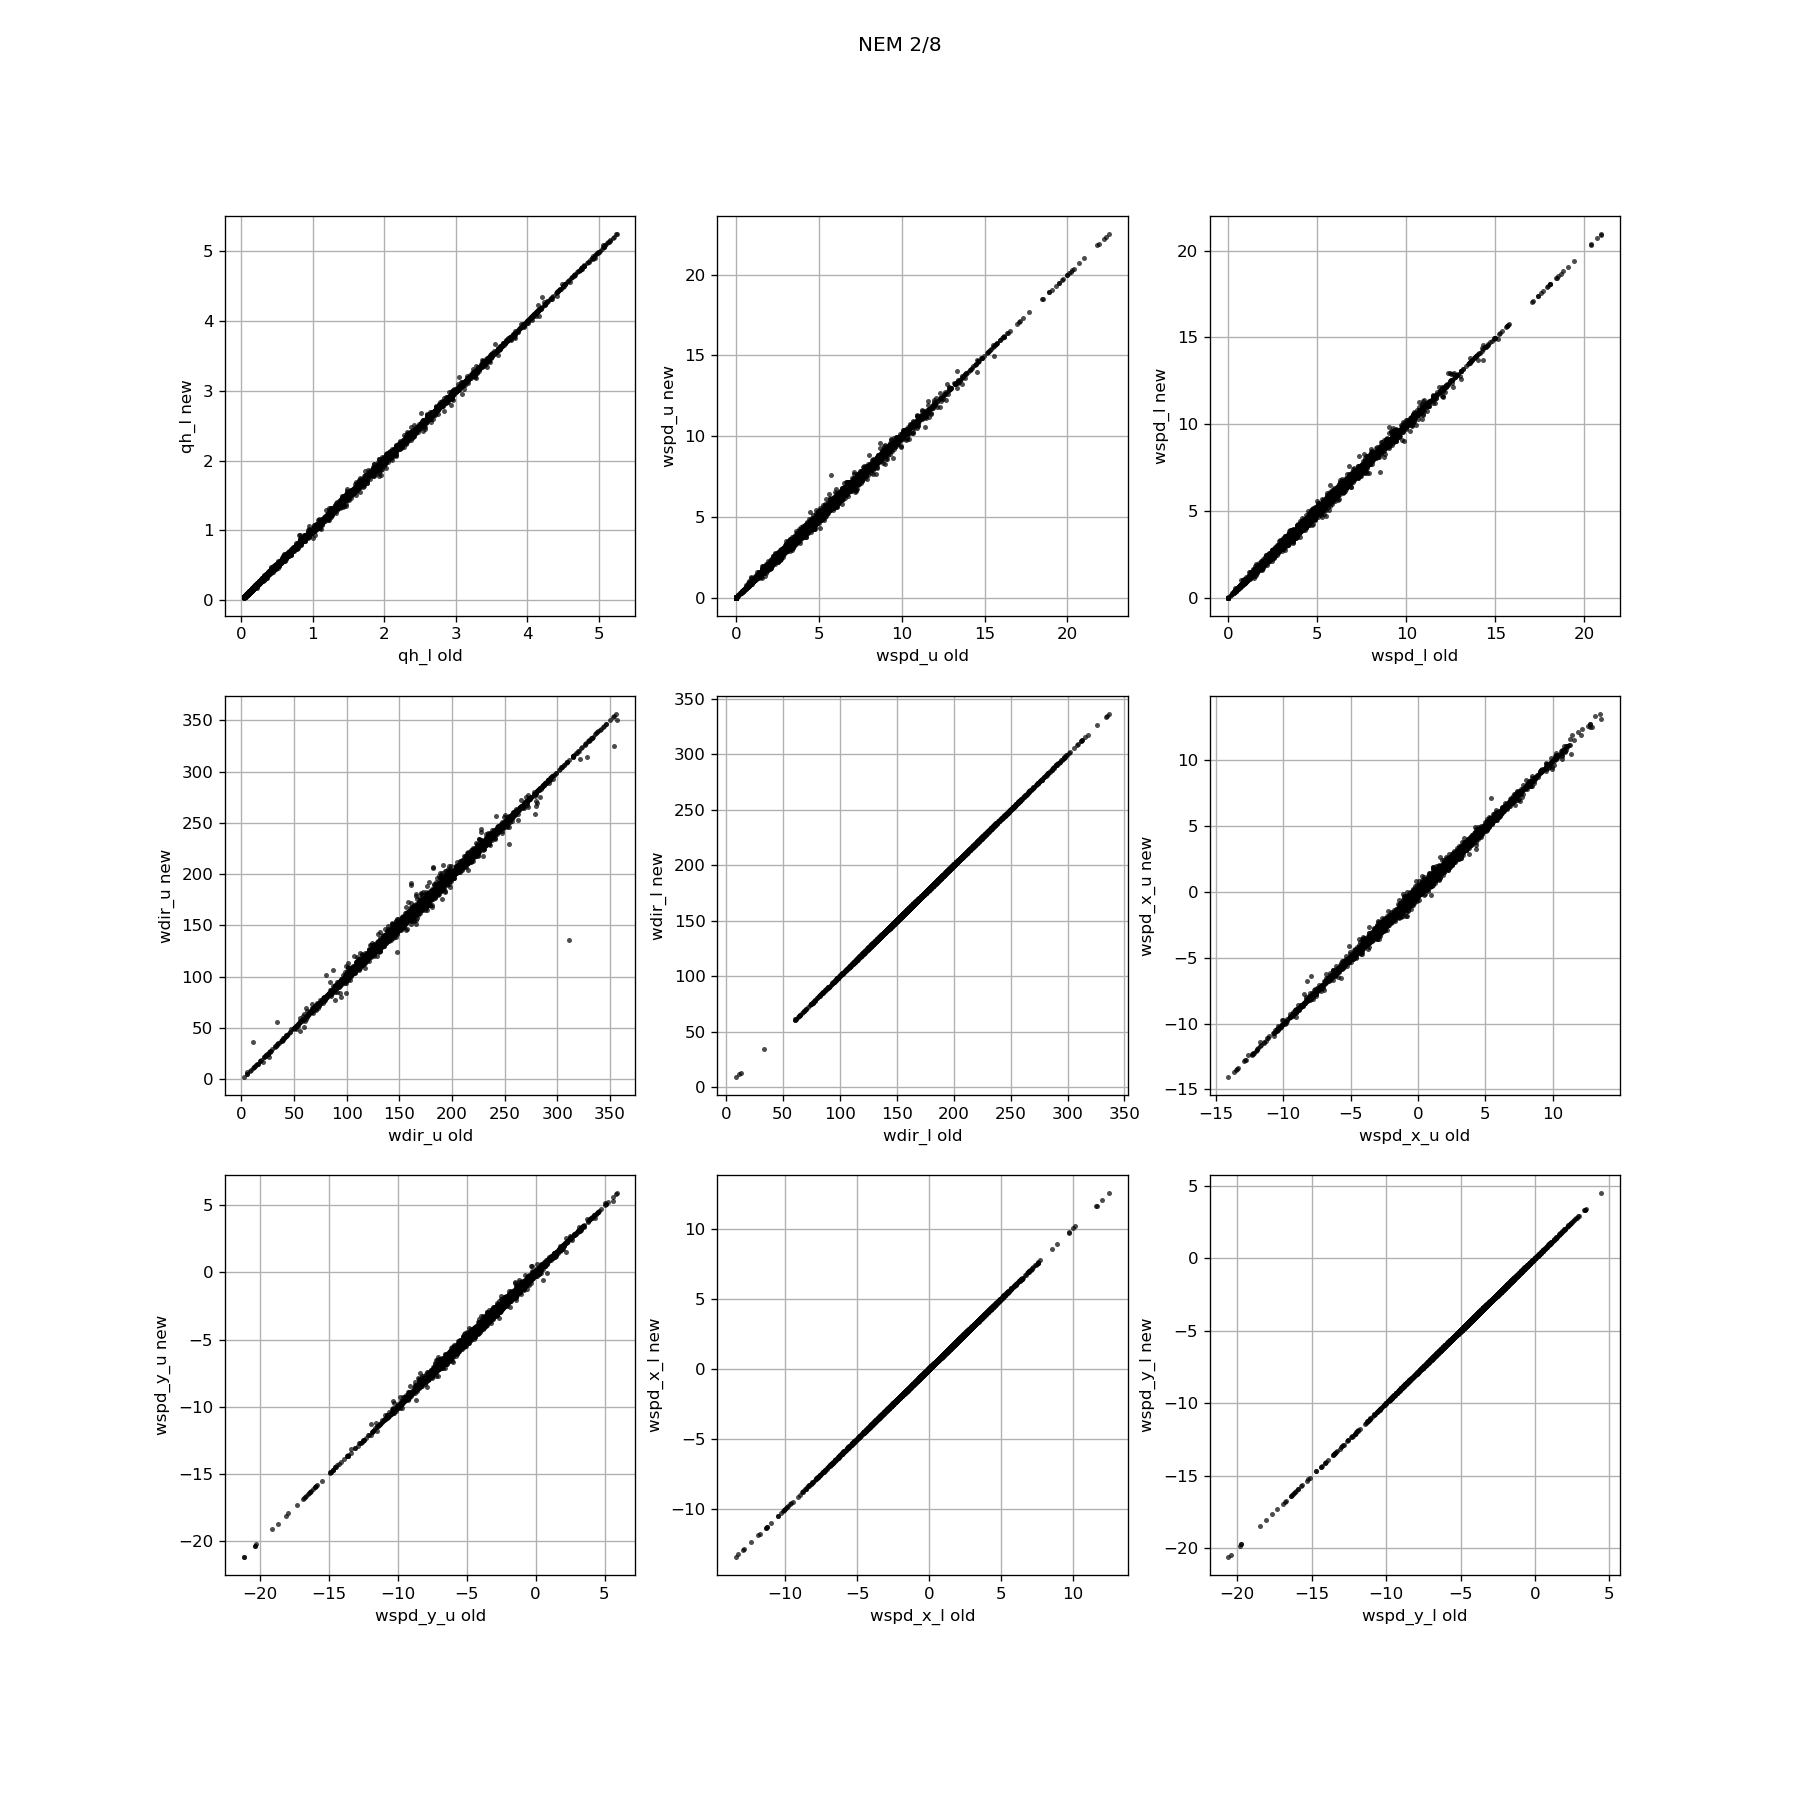 NEM 2/8
qh_l new
5
4
3
2
1
0
0 1 2 3 4 5
qh_l old
wspd_u new
20
15
10
5
0
0 5 10 15 20
wspd_u old
wspd_l new
20
15
10
5
0
0 5 10 15 20
wspd_l old
wdir_u new
350
300
250
200
150
100
50
0
0 50 100 150 200 250 300 350
wdir_u old
wdir_l new
350
300
250
200
150
100
50
0
0 50 100 150 200 250 300 350
wdir_l old
wspd_x_u new
10
5
0
−5
−10
−15
−15 −10 −5 0 5 10
wspd_x_u old
wspd_y_u new
5
0
−5
−10
−15
−20
−20 −15 −10 −5 0 5
wspd_y_u old
wspd_x_l new
10
5
0
−5
−10
−10 −5 0 5 10
wspd_x_l old
wspd_y_l new
5
0
−5
−10
−15
−20
−20 −15 −10 −5 0 5
wspd_y_l old